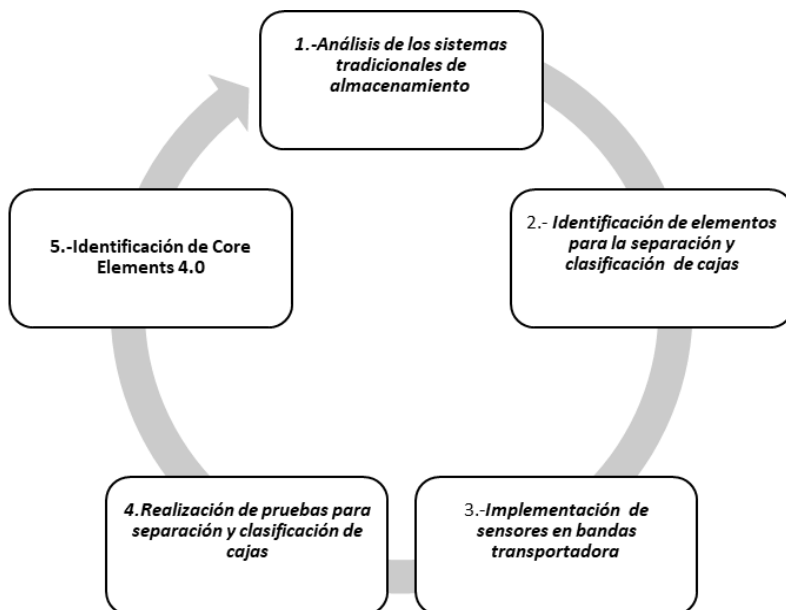 1.-Análisis de los sistemas
tradicionales de
almacenamiento
2.- Identificación de elementos
para la separación y
clasificación de cajas
3.-Implementación de
sensores en bandas
transportadora
4.Realización de pruebas para
separación y clasificación de
cajas
5.-Identificación de Core
Elements 4.0